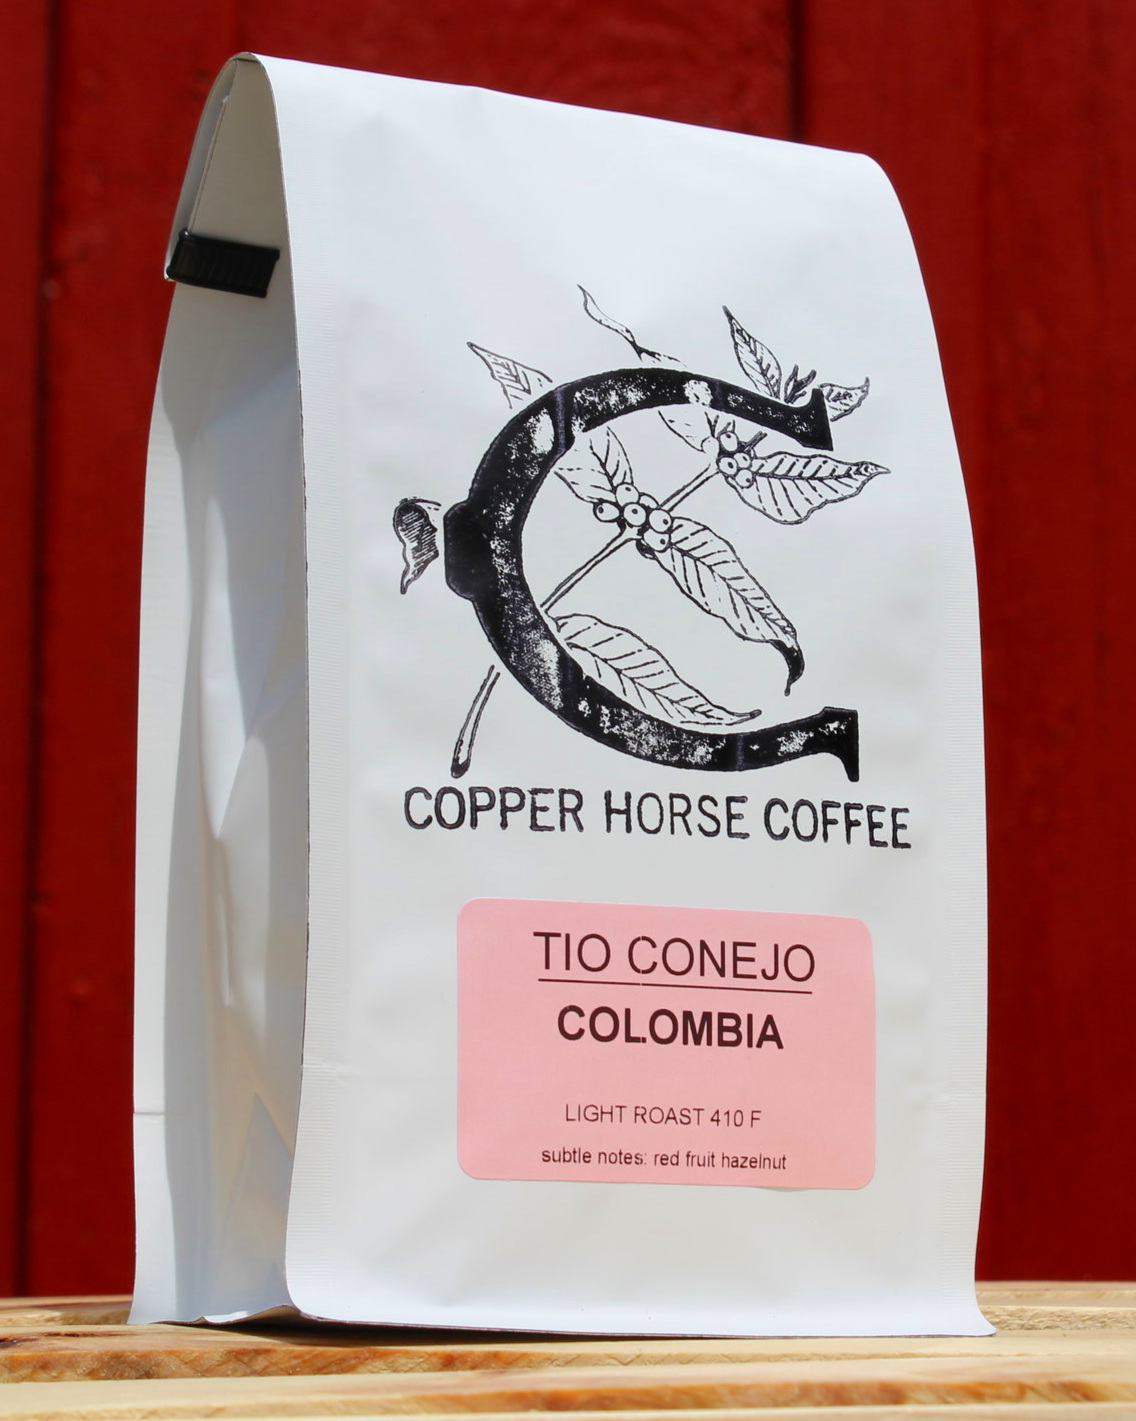 COPPER HORSE COFFEE
TIO CONEJO
COLOMBIA
LIGHT ROAST 410 F
subtle notes: red fruit hazelnut